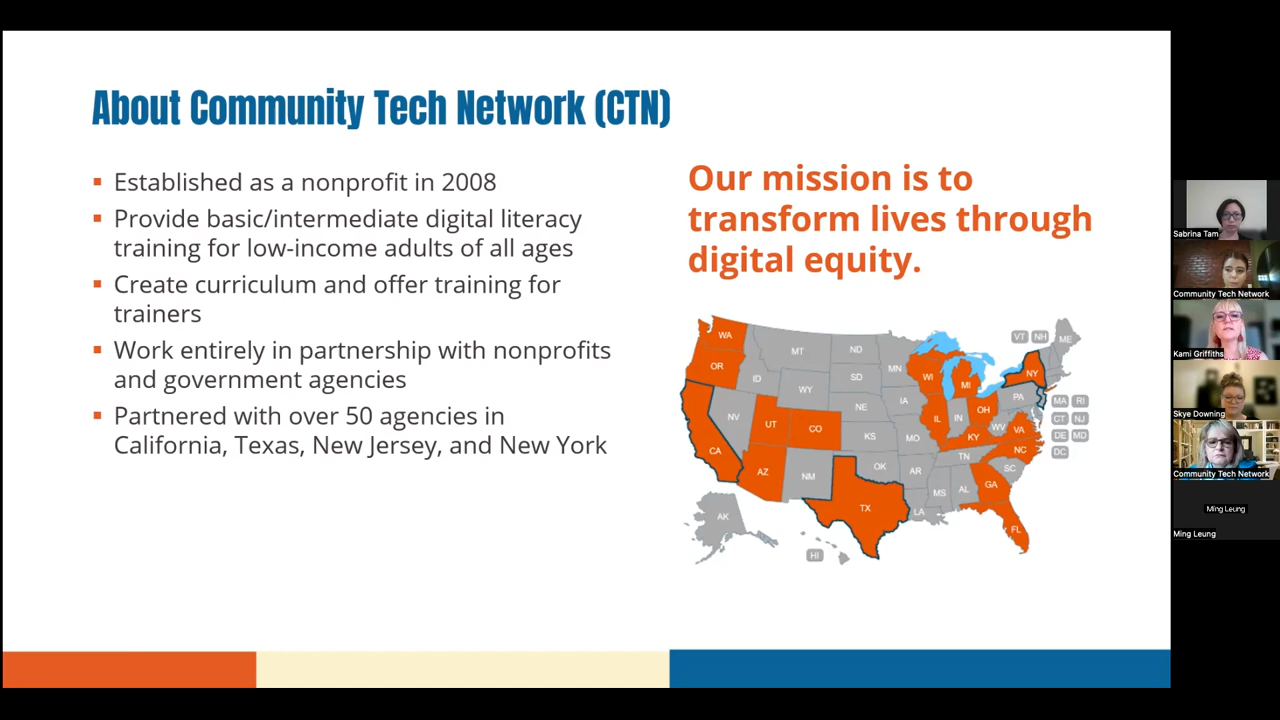 About Community Tech Network (CTN)
Established as a nonprofit in 2008
Provide basic/intermediate digital literacy
training for low-income adults of all ages
Create curriculum and offer training for
trainers
Work entirely in partnership with nonprofits
and government agencies
Partnered with over 50 agencies in
California, Texas, New Jersey, and New York
Our mission is to
transform lives through
digital equity.
WA
MT
ND
MN
VT
NH
ME
OR
ID
WY
SD
WI
MI
NY
NV
UT
CO
NE
IA
IL
IN
OH
PA
MA
RI
CT
NJ
DE
MD
DC
CA
AZ
NM
KS
MO
KY
WV
VA
OK
AR
TN
NC
SC
TX
LA
MS
AL
GA
FL
AK
HI
Sabrina Tam
Community Tech Network
Kami Griffiths
Skye Downing
Community Tech Network
Ming Leung
Ming Leung